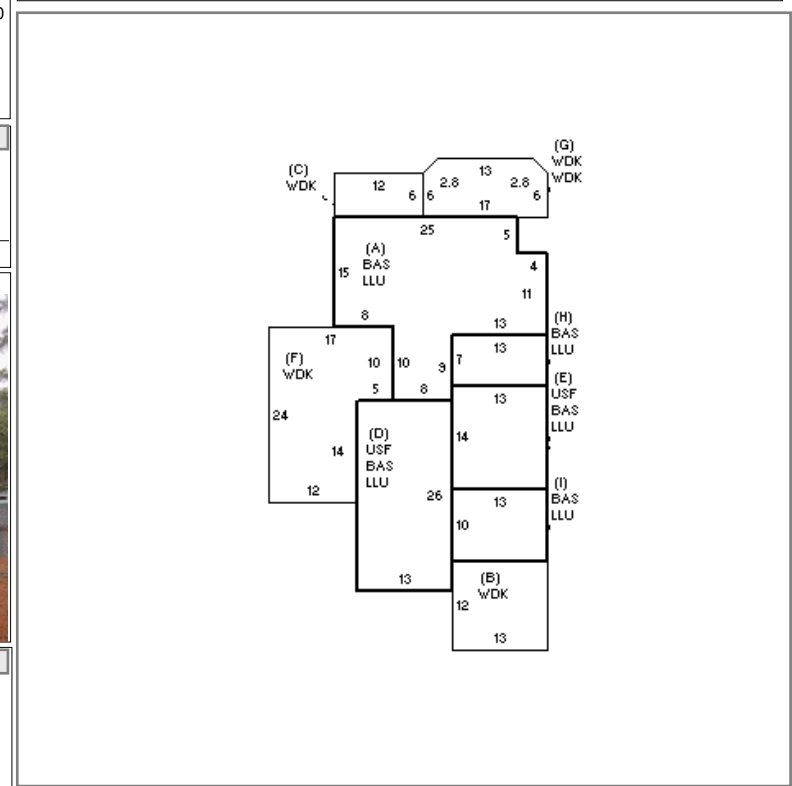 (G)
WDK
WDK
(C)
WDK
12
6
6
2.8
13
2.8
6
17
25
5
(A)
BAS
LLU
15
4
11
8
13
(H)
BAS
LLU
17
(F)
WDK
10
10
9
7
13
5
8
(E)
USF
BAS
LLU
13
24
(D)
USF
BAS
LLU
14
14
12
26
(I)
BAS
LLU
13
10
13
(B)
WDK
12
13